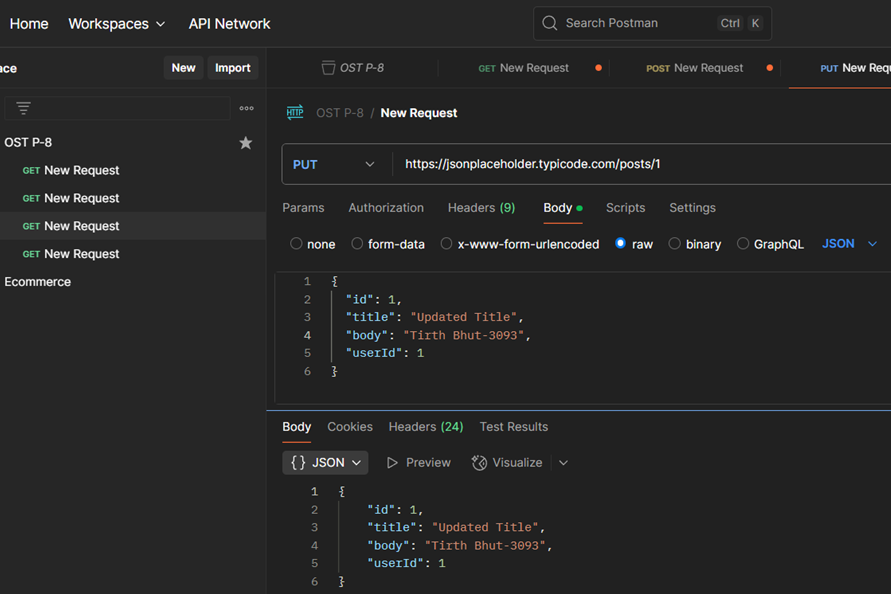 Home Workspaces API Network Search Postman Ctrl K
ace New Import OST P-8 GET New Request POST New Request PUT New Requ
HTTP OST P-8 / New Request
OST P-8
GET New Request
GET New Request
GET New Request
GET New Request
Ecommerce
PUT https://jsonplaceholder.typicode.com/posts/1
Params Authorization Headers (9) Body Scripts Settings
none form-data x-www-form-urlencoded raw binary GraphQL JSON
1 {
2 "id": 1,
3 "title": "Updated Title",
4 "body": "Tirth Bhut-3093",
5 "userId": 1
6 }
Body Cookies Headers (24) Test Results
{} JSON Preview Visualize
1 {
2 "id": 1,
3 "title": "Updated Title",
4 "body": "Tirth Bhut-3093",
5 "userId": 1
6 }